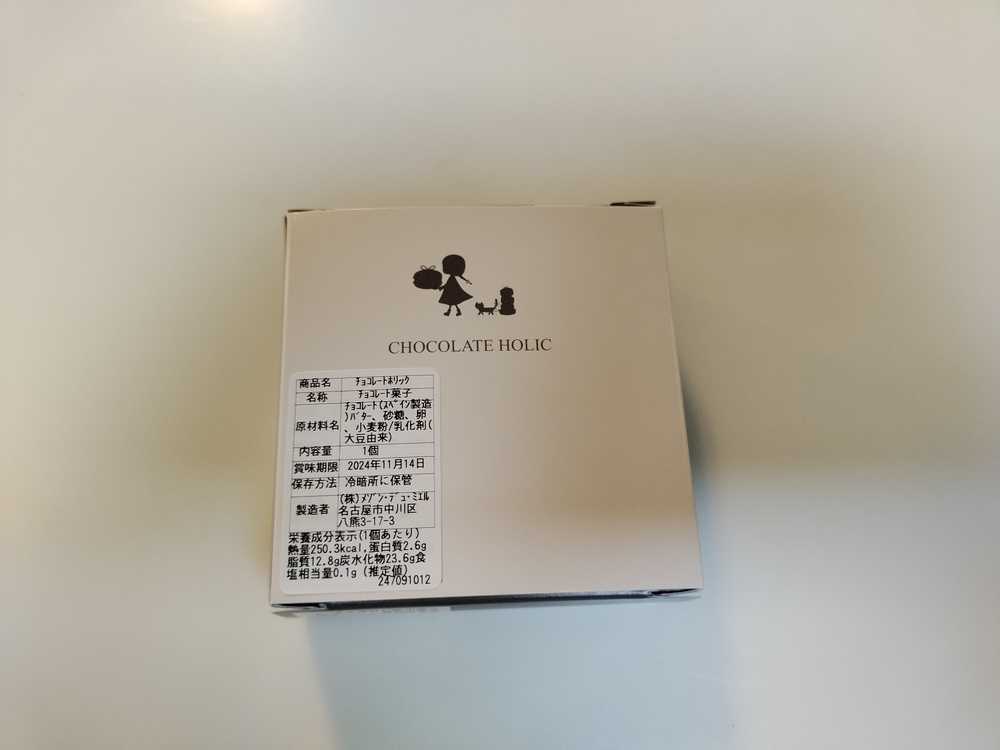 CHOCOLATE HOLIC
商品名 チョコレートホリック
名称 チョコレート菓子
原材料名 チョコレート(スペイン製造
)バター、砂糖、卵
、小麦粉/乳化剤(
大豆由来)
内容量 1個
賞味期限 2024年11月14日
保存方法 冷暗所に保管
製造者 (株)メゾン・デュ・ミエル
名古屋市中川区
八熊3-17-3
栄養成分表示(1個あたり)
熱量250.3kcal,蛋白質2.6g
脂質12.8g炭水化物23.6g食
塩相当量0.1g (推定値)
247091012